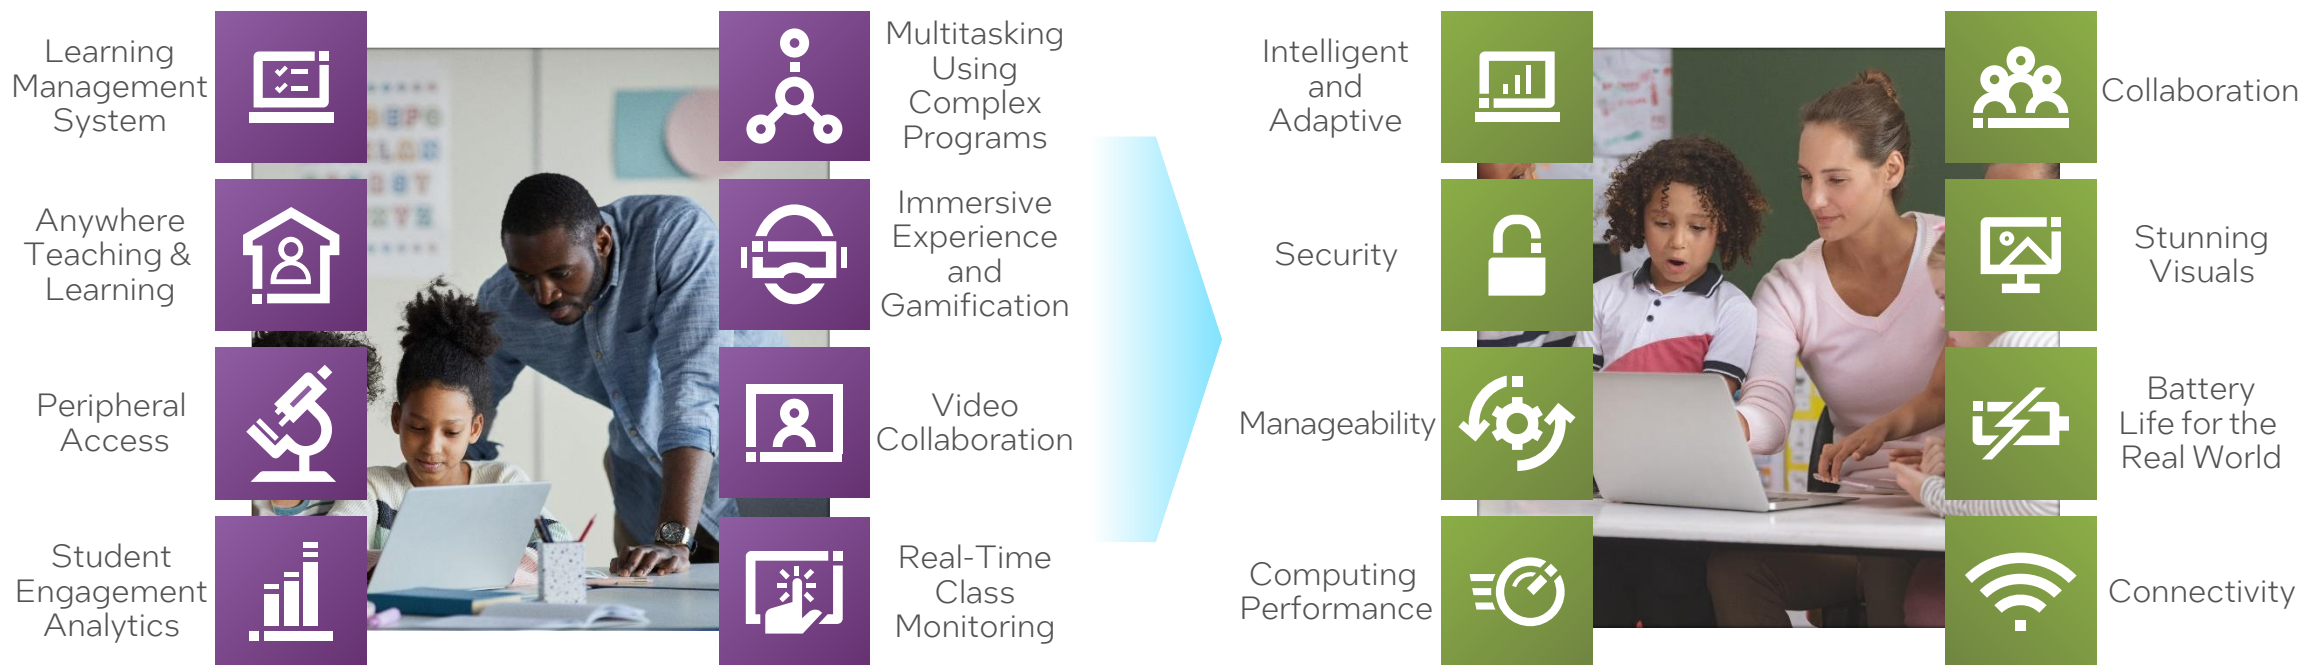 Learning
Management
System
Anywhere
Teaching &
Learning
Peripheral
Access
Student
Engagement
Analytics
Multitasking
Using
Complex
Programs
Immersive
Experience
and
Gamification
Video
Collaboration
Real-Time
Class
Monitoring
Intelligent
and
Adaptive
Security
Manageability
Computing
Performance
Collaboration
Stunning
Visuals
Battery
Life for the
Real World
Connectivity